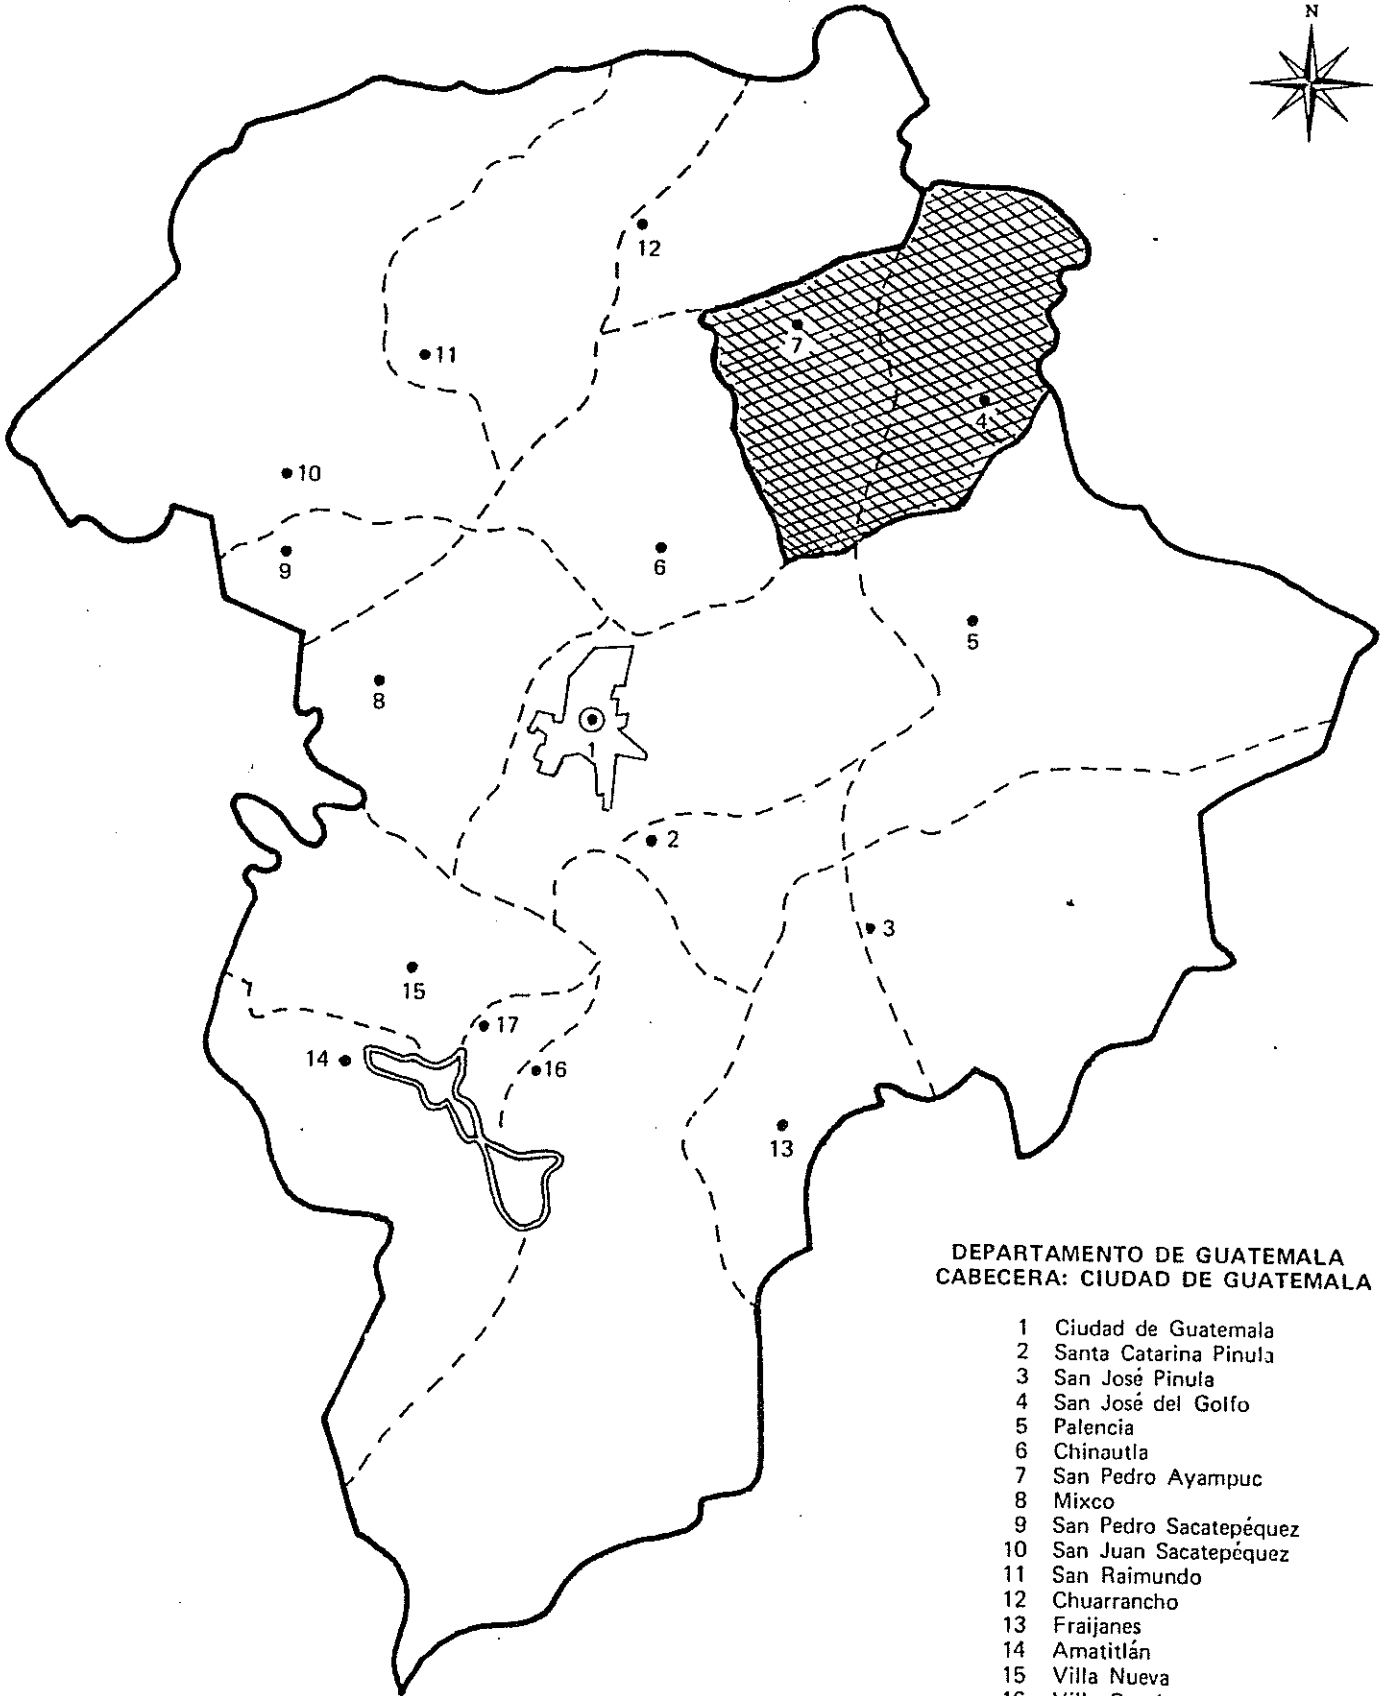 N
12
7
11
4
10
9
6
5
8
1
2
3
15
17
14
16
13
DEPARTAMENTO DE GUATEMALA
CABECERA: CIUDAD DE GUATEMALA
1 Ciudad de Guatemala
2 Santa Catarina Pinula
3 San José Pinula
4 San José del Golfo
5 Palencia
6 Chinautla
7 San Pedro Ayampuc
8 Mixco
9 San Pedro Sacatepéquez
10 San Juan Sacatepéquez
11 San Raimundo
12 Chuarrancho
13 Fraijanes
14 Amatitlán
15 Villa Nueva